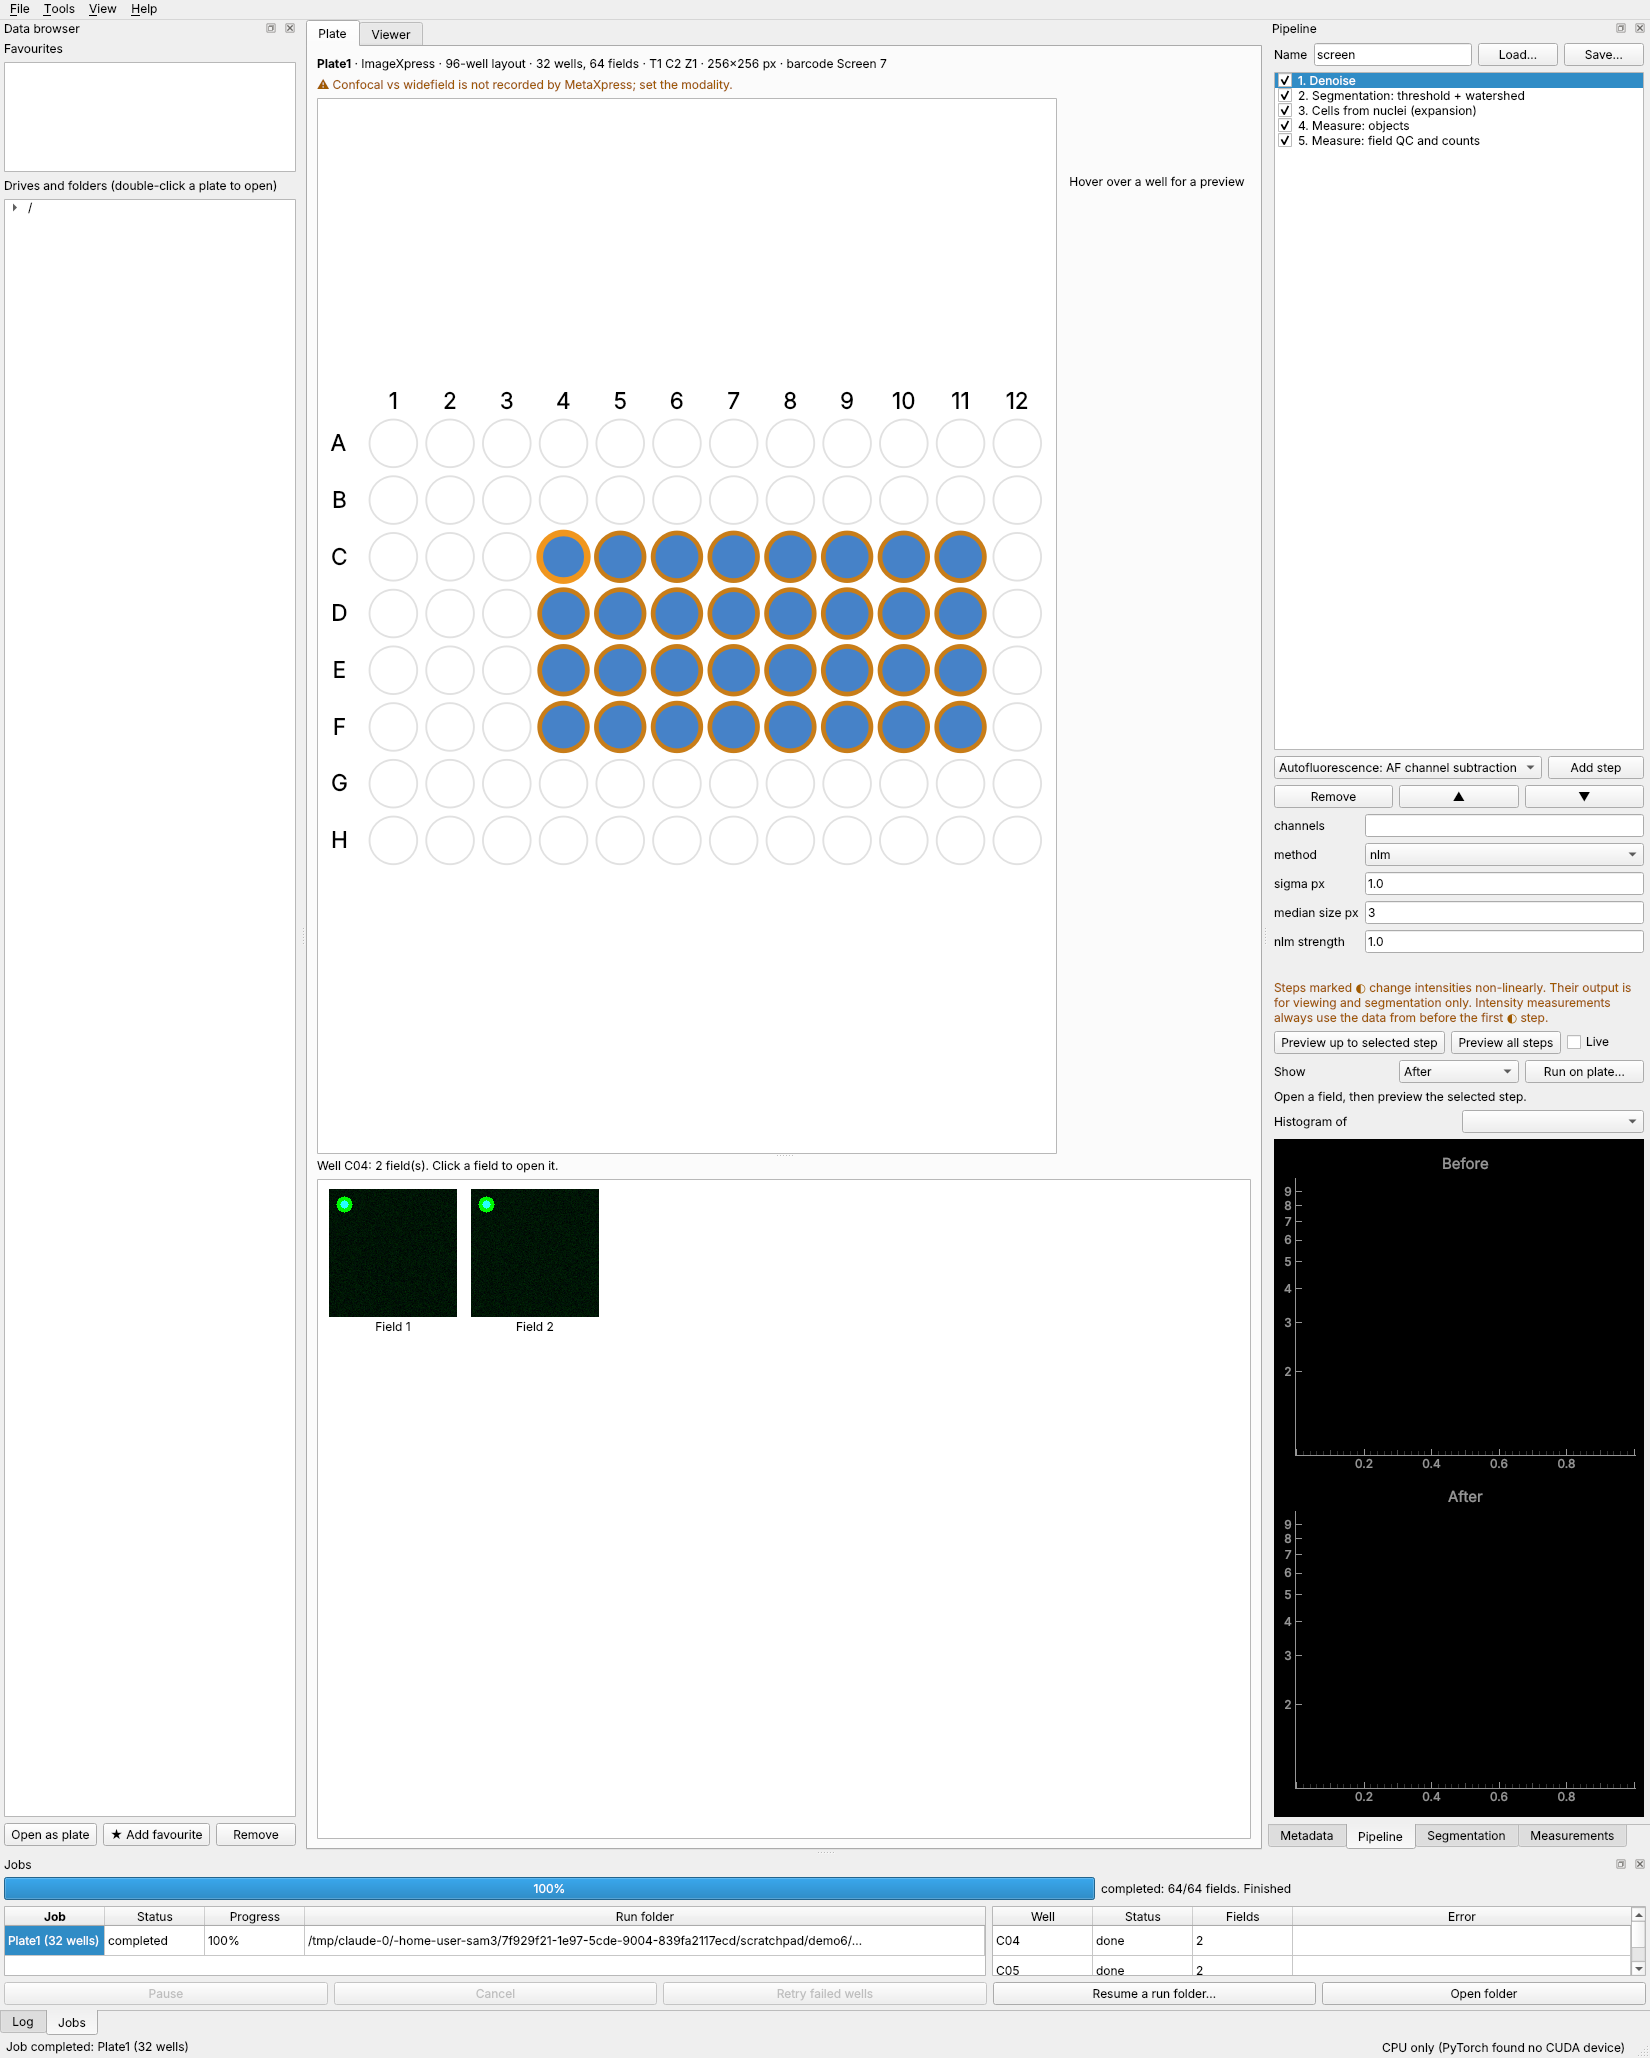 File Tools View Help
Data browser
Favourites
Drives and folders (double-click a plate to open)
/
Open as plate ★ Add favourite Remove
Plate Viewer
Plate1 · ImageXpress · 96-well layout · 32 wells, 64 fields · T1 C2 Z1 · 256×256 px · barcode Screen 7
⚠ Confocal vs widefield is not recorded by MetaXpress; set the modality.
Hover over a well for a preview
1 2 3 4 5 6 7 8 9 10 11 12
A
B
C
D
E
F
G
H
Well C04: 2 field(s). Click a field to open it.
Field 1 Field 2
Pipeline
Name screen Load... Save...
1. Denoise
2. Segmentation: threshold + watershed
3. Cells from nuclei (expansion)
4. Measure: objects
5. Measure: field QC and counts
Autofluorescence: AF channel subtraction Add step
Remove ▲ ▼
channels
method nlm
sigma px 1.0
median size px 3
nlm strength 1.0
Steps marked ◐ change intensities non-linearly. Their output is
for viewing and segmentation only. Intensity measurements
always use the data from before the first ◐ step.
Preview up to selected step Preview all steps Live
Show After Run on plate...
Open a field, then preview the selected step.
Histogram of
Before
9
8
7
6
5
4
3
2
0.2 0.4 0.6 0.8
After
9
8
7
6
5
4
3
2
0.2 0.4 0.6 0.8
Metadata Pipeline Segmentation Measurements
Jobs
100% completed: 64/64 fields. Finished
Job Status Progress Run folder
Plate1 (32 wells) completed 100% /tmp/claude-0/-home-user-sam3/7f929f21-1e97-5cde-9004-839fa2117ecd/scratchpad/demo6/...
Well Status Fields Error
C04 done 2
C05 done 2
Pause Cancel Retry failed wells Resume a run folder... Open folder
Log Jobs
Job completed: Plate1 (32 wells) CPU only (PyTorch found no CUDA device)